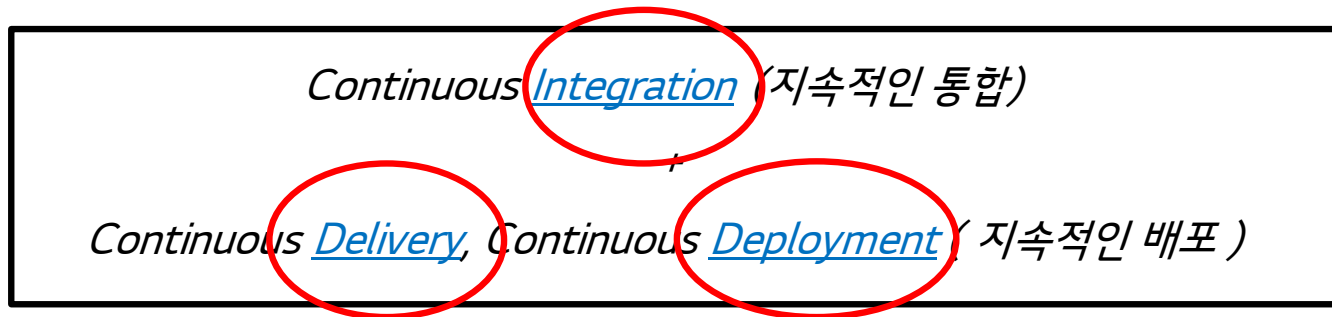 Continuous Integration (지속적인 통합)
+
Continuous Delivery, Continuous Deployment ( 지속적인 배포 )